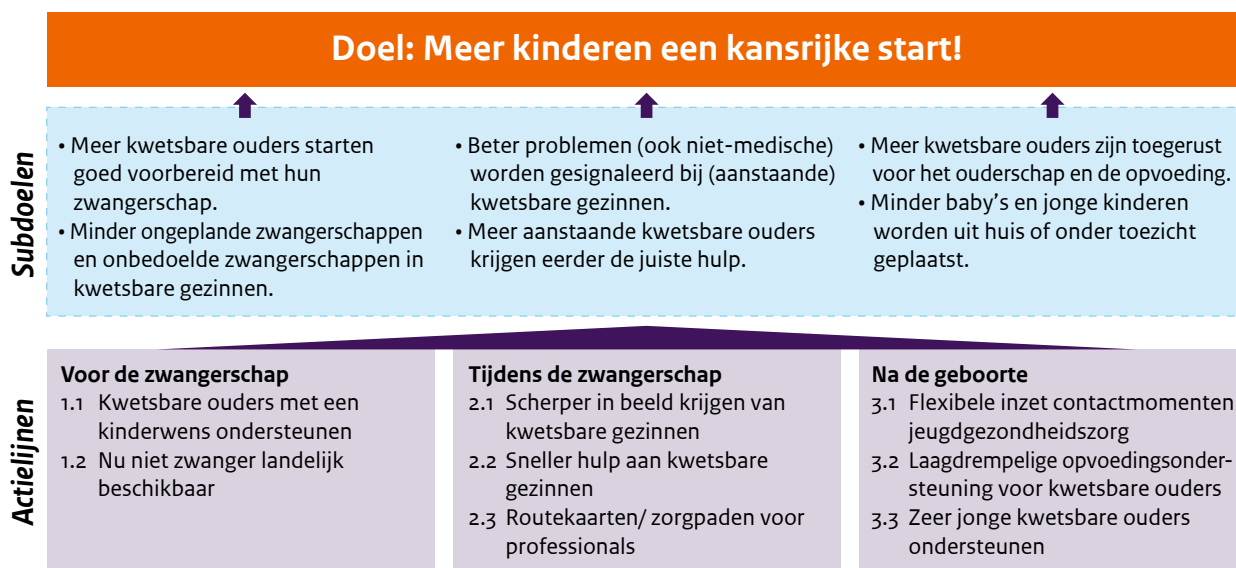 Doel: Meer kinderen een kansrijke start!
Subdoelen
• Meer kwetsbare ouders starten
goed voorbereid met hun
zwangerschap.
• Minder ongeplande zwangerschappen
en onbedoelde zwangerschappen in
kwetsbare gezinnen.
• Beter problemen (ook niet-medische)
worden gesignaleerd bij (aanstaande)
kwetsbare gezinnen.
• Meer aanstaande kwetsbare ouders
krijgen eerder de juiste hulp.
• Meer kwetsbare ouders zijn toegerust
voor het ouderschap en de opvoeding.
• Minder baby's en jonge kinderen
worden uit huis of onder toezicht
geplaatst.
Actielijnen
Voor de zwangerschap
1.1 Kwetsbare ouders met een
kinderwens ondersteunen
1.2 Nu niet zwanger landelijk
beschikbaar
Tijdens de zwangerschap
2.1 Scherper in beeld krijgen van
kwetsbare gezinnen
2.2 Sneller hulp aan kwetsbare
gezinnen
2.3 Routekaarten/ zorgpaden voor
professionals
Na de geboorte
3.1 Flexibele inzet contactmomenten
jeugdgezondheidszorg
3.2 Laagdrempelige opvoedingsonder-
steuning voor kwetsbare ouders
3.3 Zeer jonge kwetsbare ouders
ondersteunen